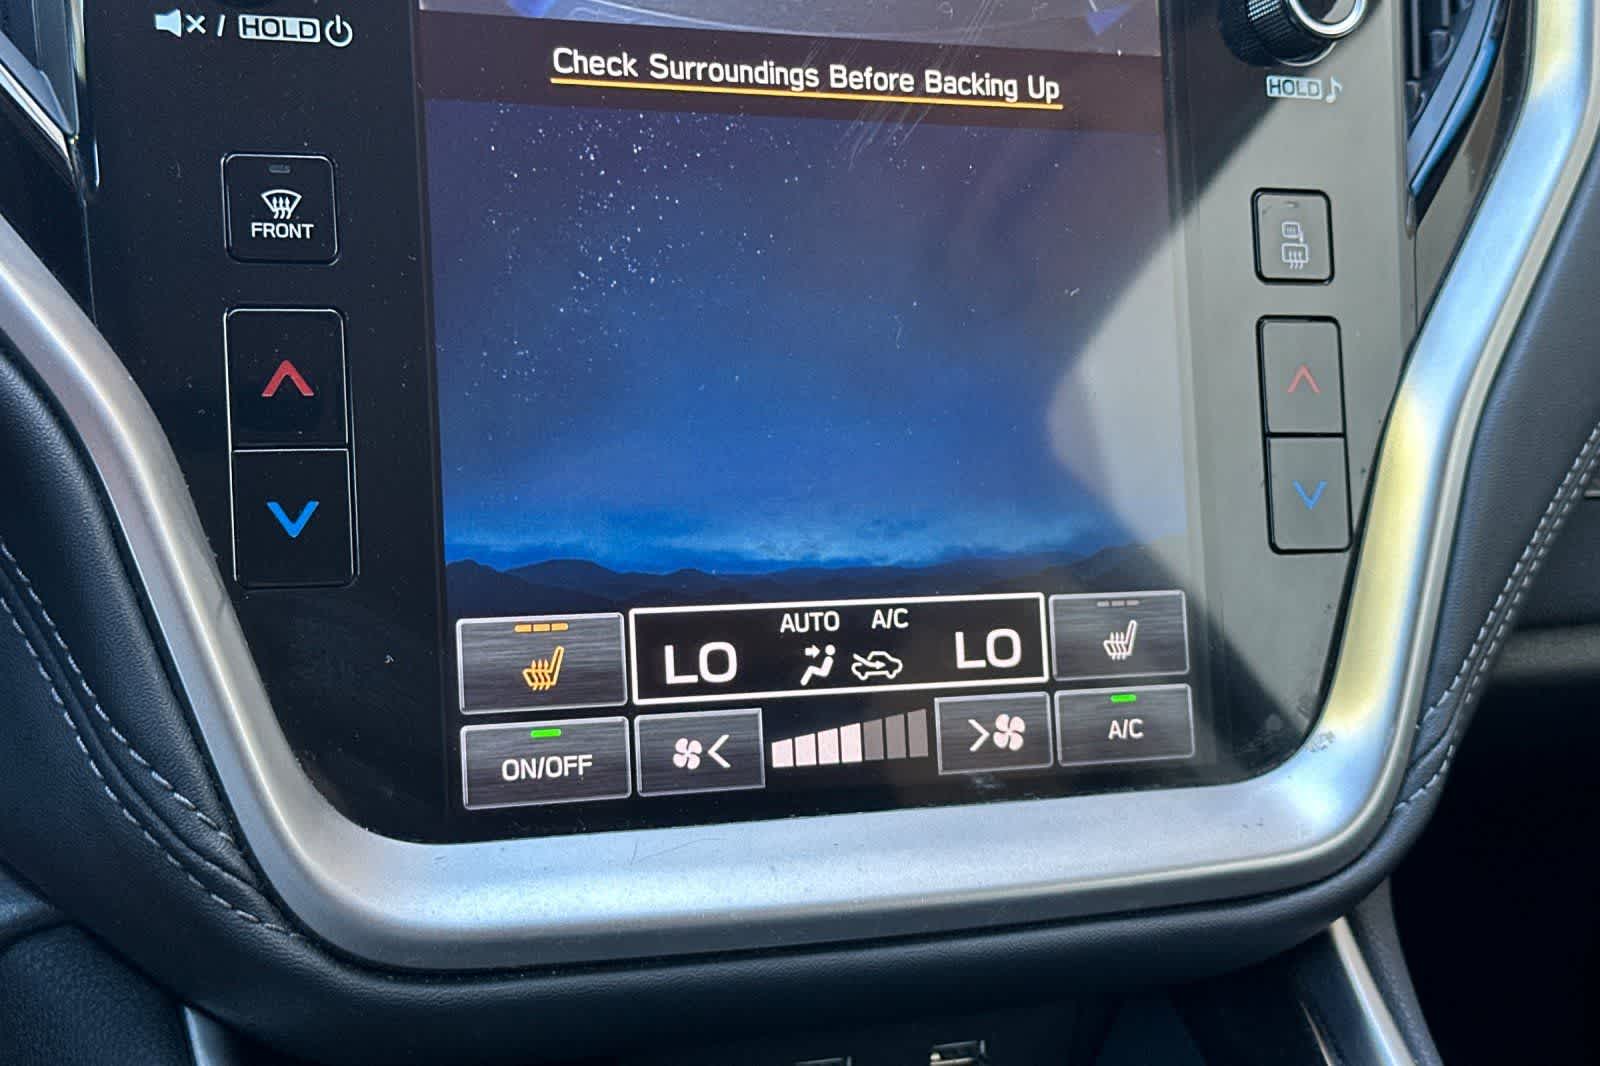 / HOLD
Check Surroundings Before Backing Up
HOLD
FRONT
AUTO A/C
LO LO
ON/OFF
A/C